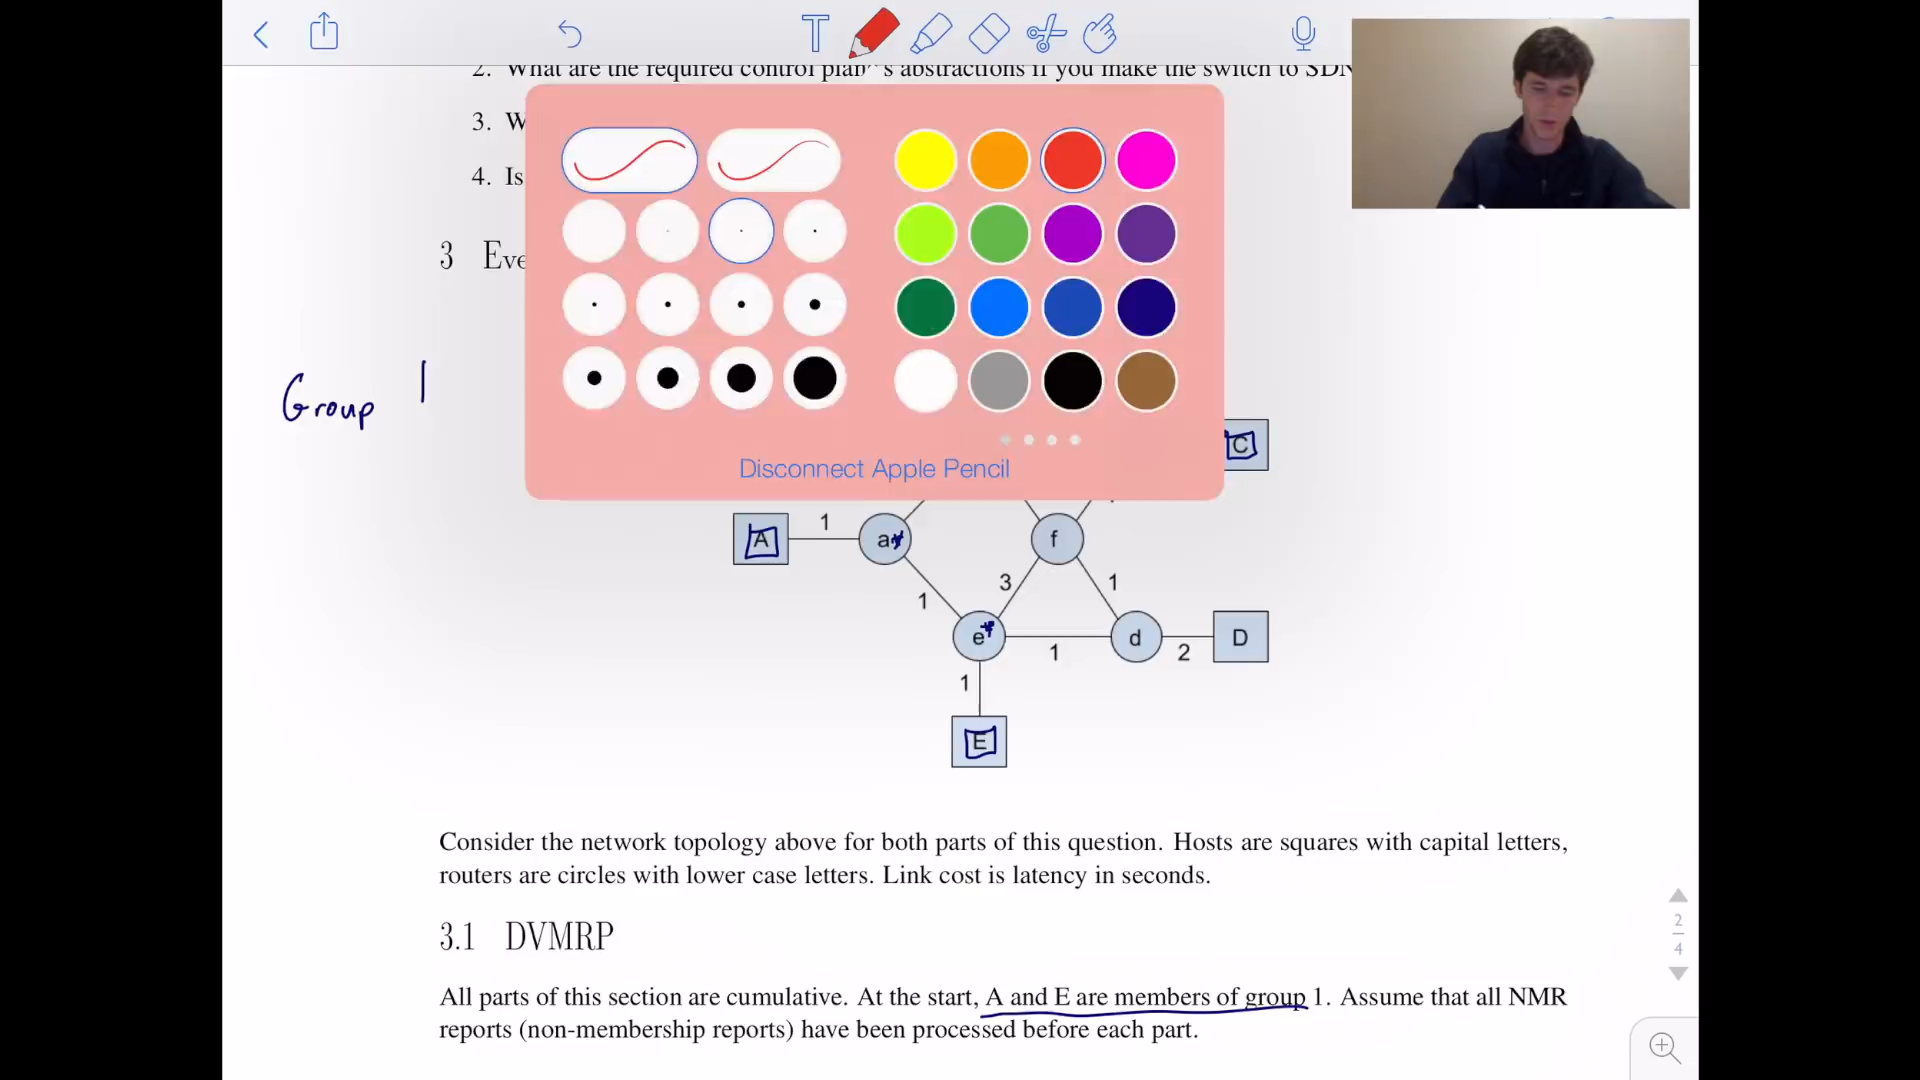 2. What are the required control plan 's abstractions if you make the switch to SDN
3. W
4. Is
3 Eve
Group 1
Disconnect Apple Pencil
C
A 1 a* f
3 1
1
e* 1 d 2 D
1
E
Consider the network topology above for both parts of this question. Hosts are squares with capital letters,
routers are circles with lower case letters. Link cost is latency in seconds.
3.1 DVMRP
2
4
All parts of this section are cumulative. At the start, A and E are members of group 1. Assume that all NMR
reports (non-membership reports) have been processed before each part.